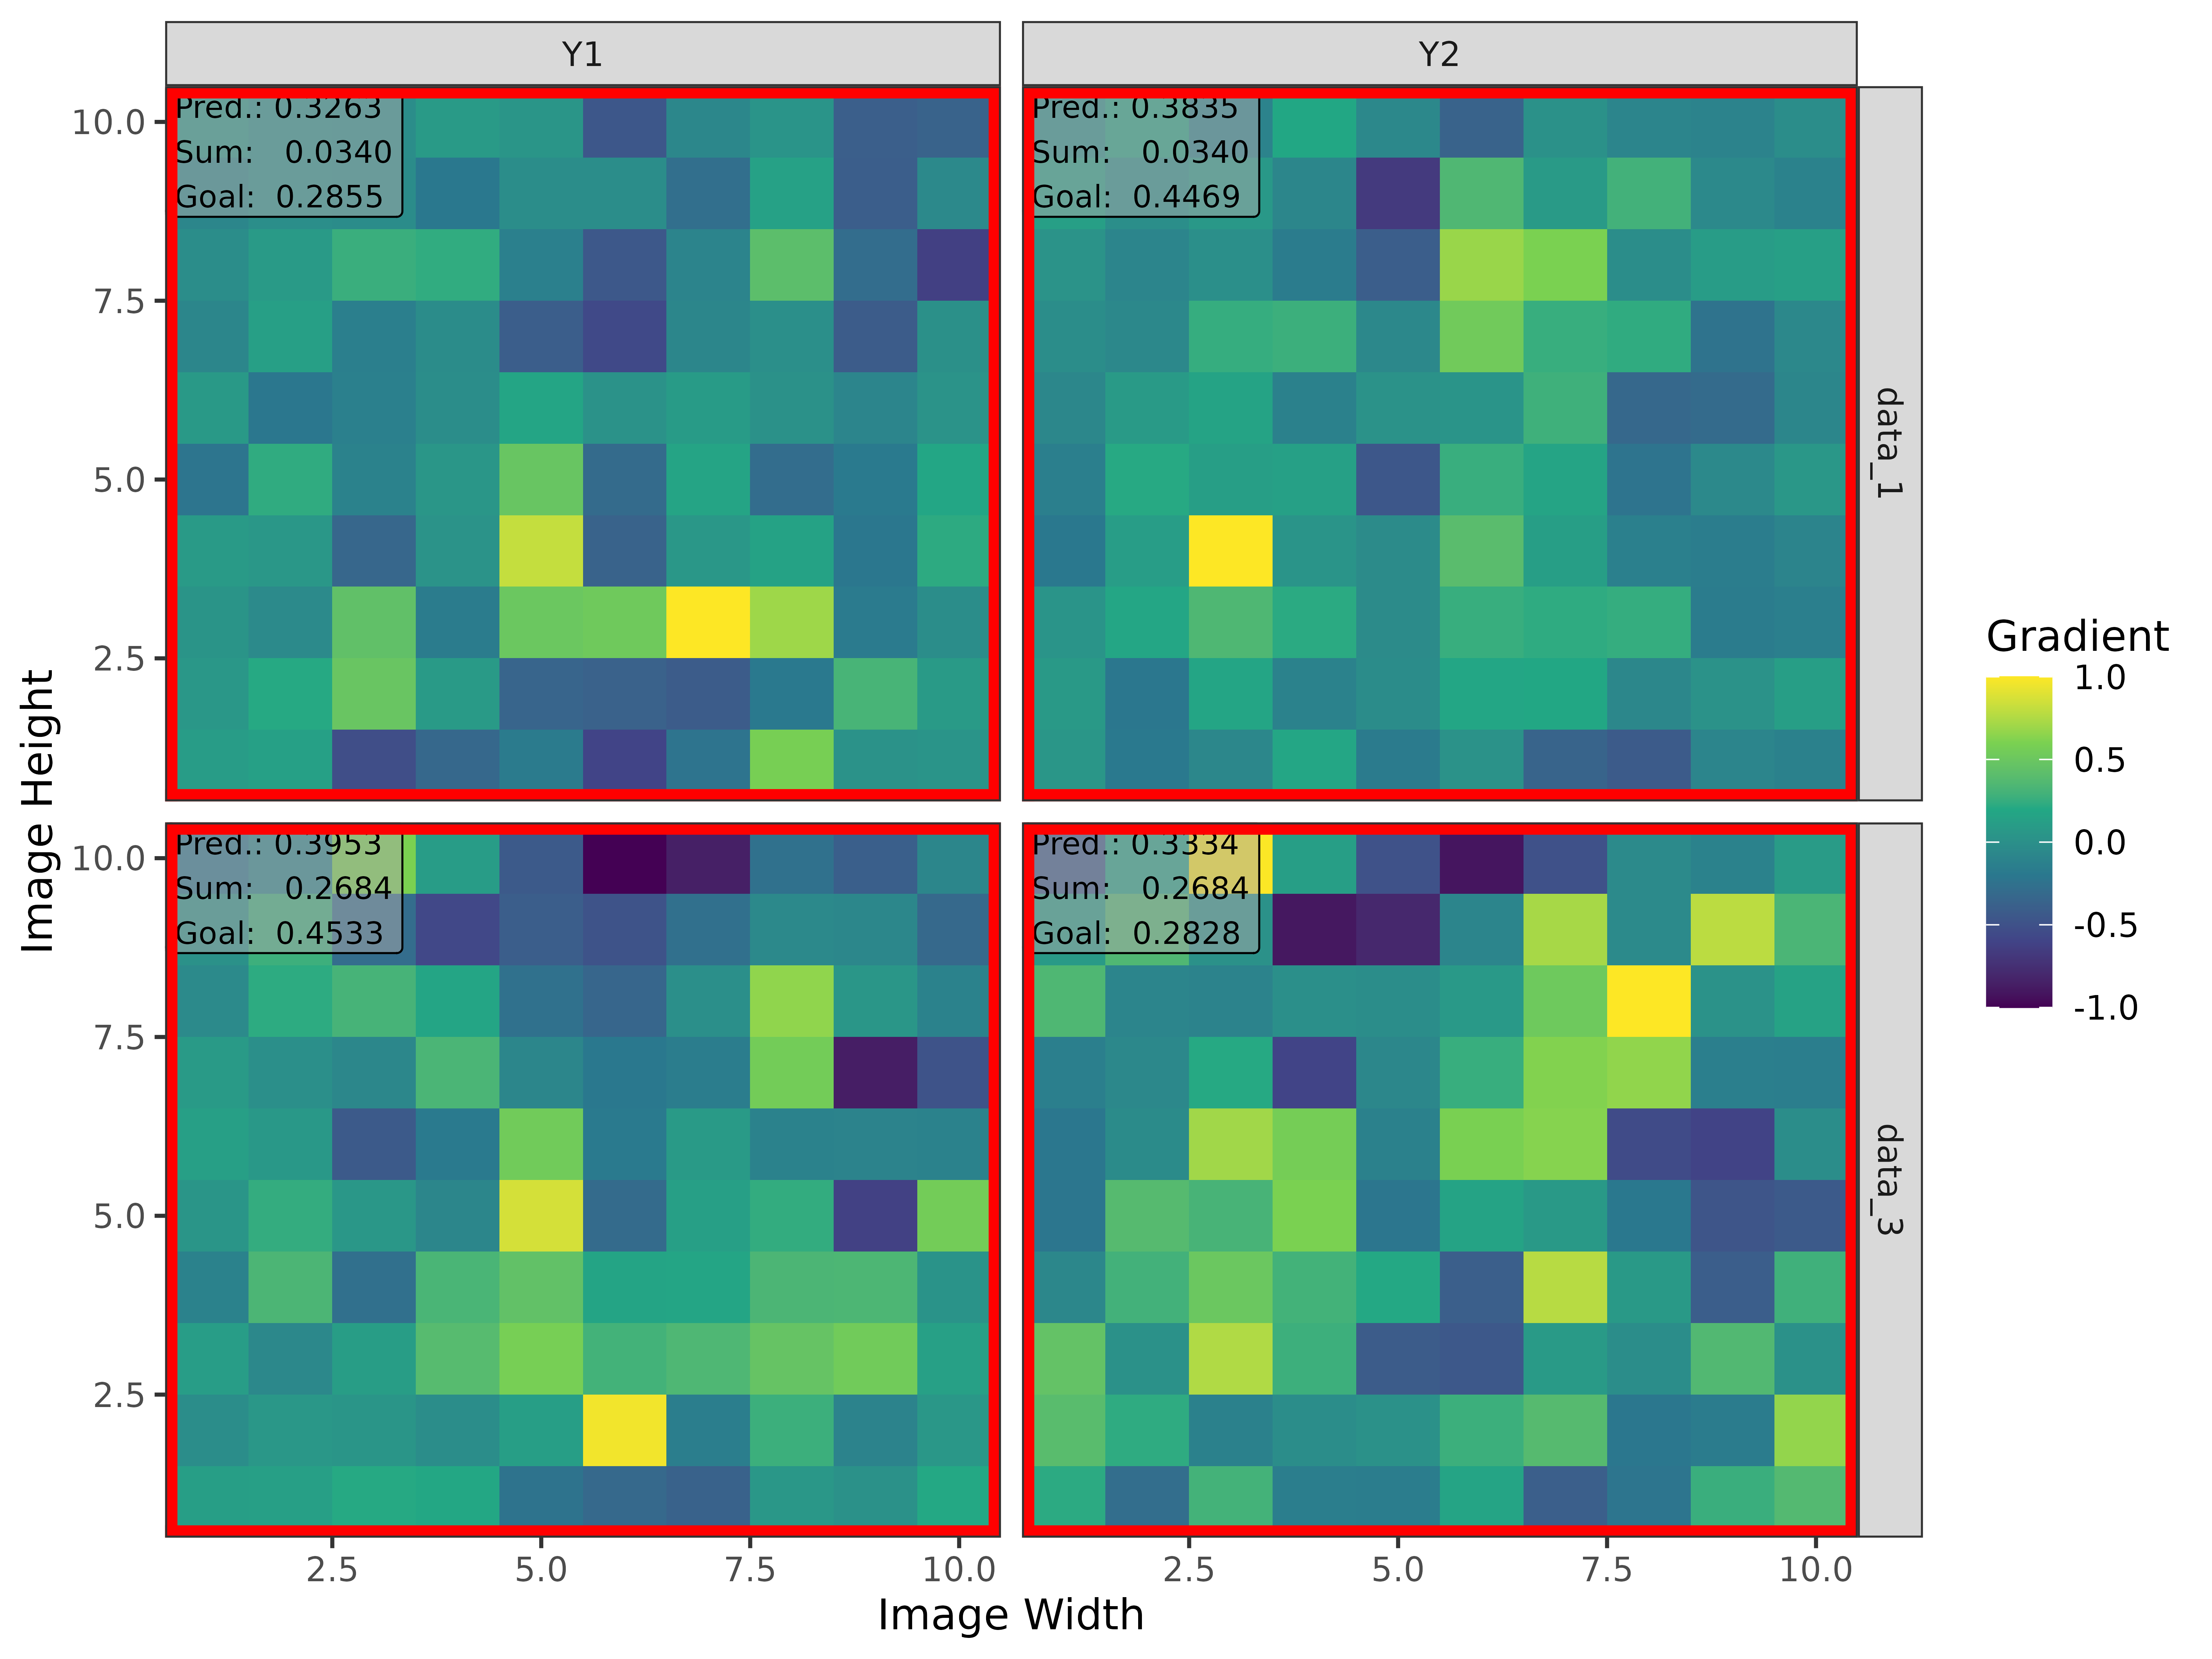 Y1
Y2
Pred.: 0.3263
Sum: 0.0340
Goal: 0.2855
Pred.: 0.3835
Sum: 0.0340
Goal: 0.4469
data_1
10.0
7.5
5.0
2.5
Pred.: 0.3953
Sum: 0.2684
Goal: 0.4533
Pred.: 0.3334
Sum: 0.2684
Goal: 0.2828
data_3
10.0
7.5
5.0
2.5
2.5 5.0 7.5 10.0
2.5 5.0 7.5 10.0
Image Width
Image Height
Gradient
1.0
0.5
0.0
-0.5
-1.0